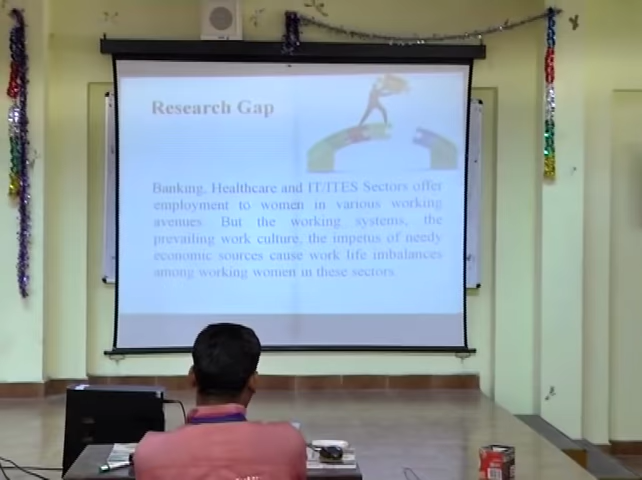 Research Gap
Banking, Healthcare and IT/ITES Sectors offer
employment to women in various working
avenues. But the working systems, the
prevailing work culture, the impetus of needy
economic sources cause work life imbalances
among working women in these sectors.